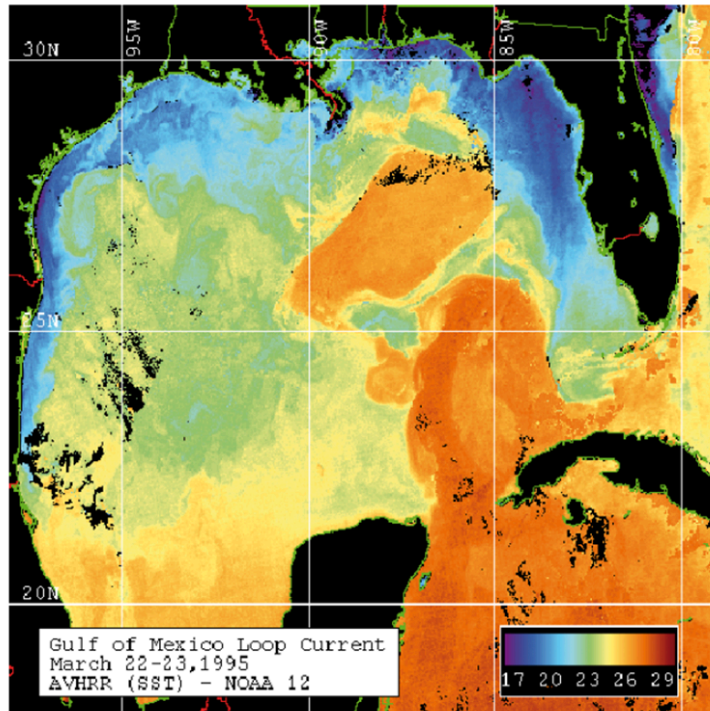 95W
90W
85W
80W
30N
25N
20N
Gulf of Mexico Loop Current
March 22-23,1995
AVHRR (SST) - NOAA 12
17 20 23 26 29